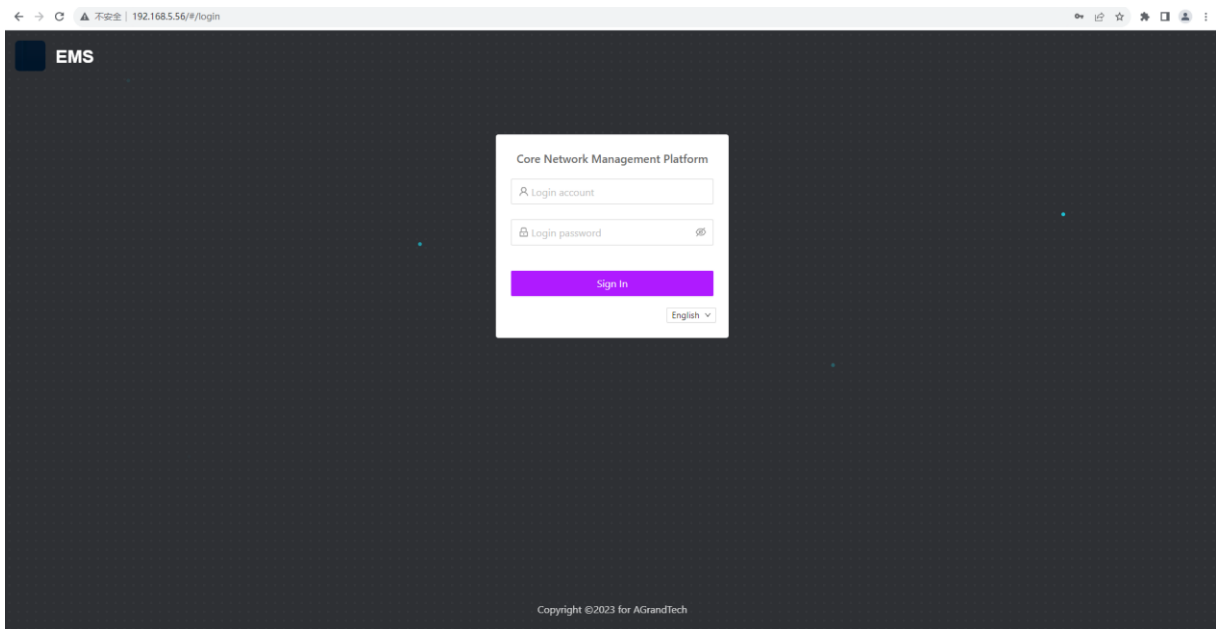 不安全 | 192.168.5.56/#/login
EMS
Core Network Management Platform
Login account
Login password
Sign In
English
Copyright ©2023 for AGrandTech